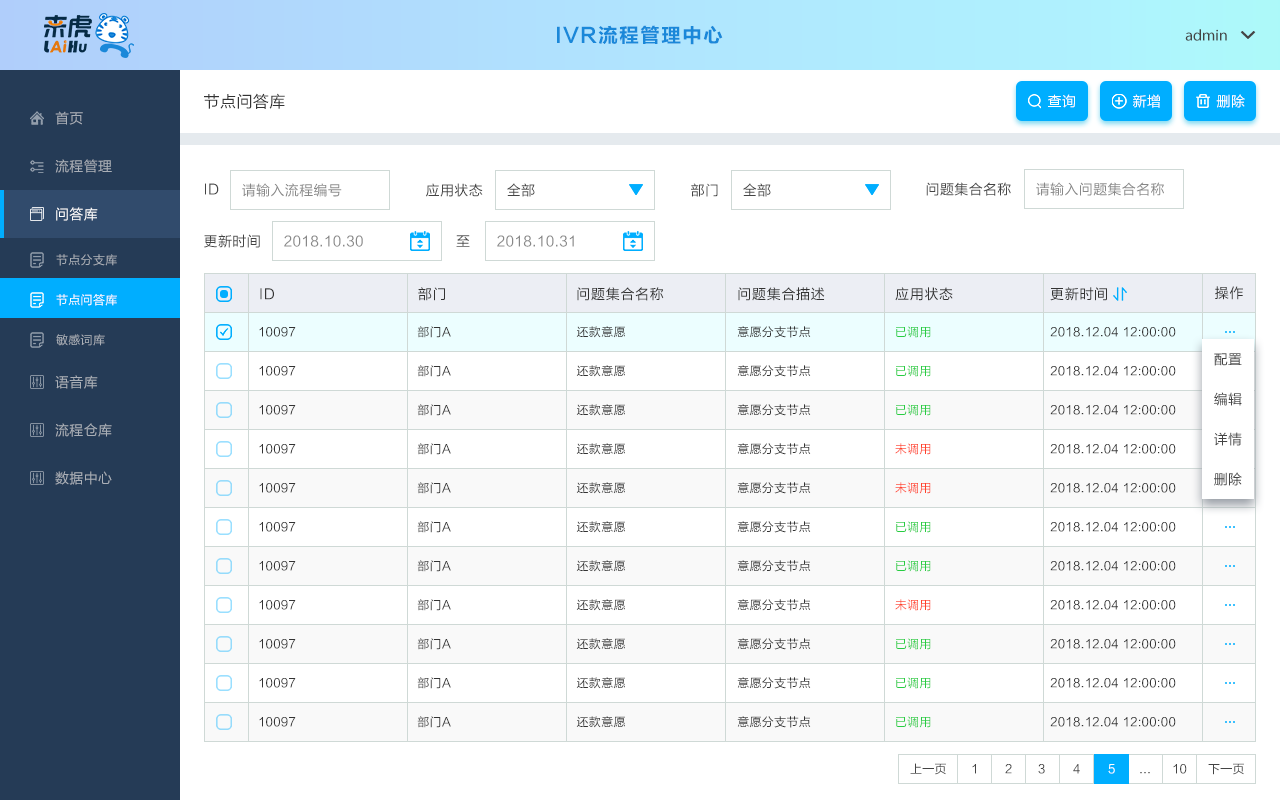 来虎
LAiHu
IVR流程管理中心
admin
首页
流程管理
问答库
节点分支库
节点问答库
敏感词库
语音库
流程仓库
数据中心
节点问答库
查询 新增 删除
ID 请输入流程编号 应用状态 全部 部门 全部 问题集合名称 请输入问题集合名称
更新时间 2018.10.30 至 2018.10.31
ID 部门 问题集合名称 问题集合描述 应用状态 更新时间 操作
10097 部门A 还款意愿 意愿分支节点 已调用 2018.12.04 12:00:00 ...
10097 部门A 还款意愿 意愿分支节点 已调用 2018.12.04 12:00:00
10097 部门A 还款意愿 意愿分支节点 已调用 2018.12.04 12:00:00
10097 部门A 还款意愿 意愿分支节点 未调用 2018.12.04 12:00:00
10097 部门A 还款意愿 意愿分支节点 未调用 2018.12.04 12:00:00
10097 部门A 还款意愿 意愿分支节点 已调用 2018.12.04 12:00:00 ...
10097 部门A 还款意愿 意愿分支节点 已调用 2018.12.04 12:00:00 ...
10097 部门A 还款意愿 意愿分支节点 未调用 2018.12.04 12:00:00 ...
10097 部门A 还款意愿 意愿分支节点 已调用 2018.12.04 12:00:00 ...
10097 部门A 还款意愿 意愿分支节点 已调用 2018.12.04 12:00:00 ...
10097 部门A 还款意愿 意愿分支节点 已调用 2018.12.04 12:00:00 ...
配置
编辑
详情
删除
上一页 1 2 3 4 5 ... 10 下一页